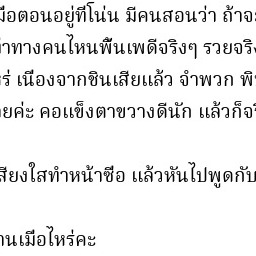 มือตอนอยู่ที่โน่น มีคนสอนว่า ถ้าจะ
ทำทางคนไหนพื้นเพดีจริงๆ รวยจริง
ร่ เนื่องจากชินเสียแล้ว จำพวก พิ
ยค่ะ คอแข็งตาขวางดีนัก แล้วก็จริ
สียงใสทำหน้าซื่อ แล้วหันไปพูดกับ
านเมื่อไหร่คะ